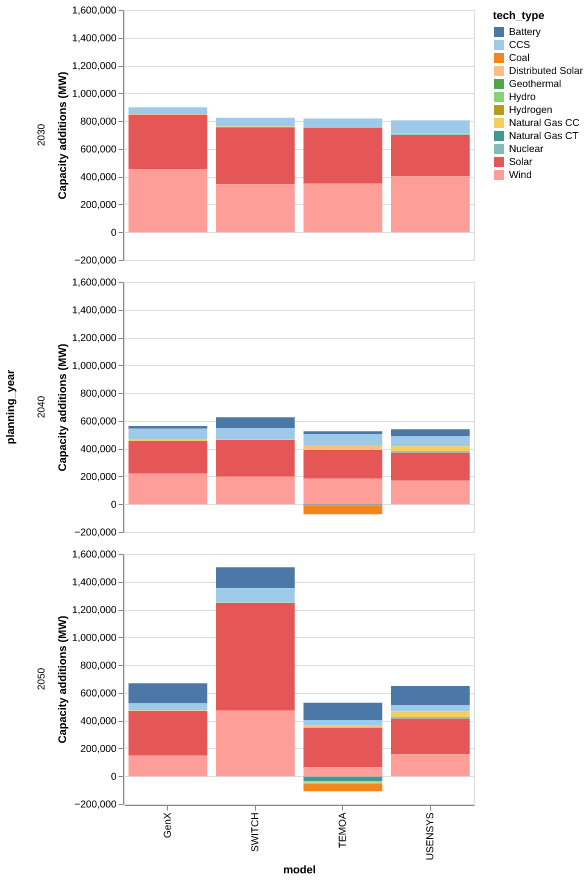 tech_type
Battery
CCS
Coal
Distributed Solar
Geothermal
Hydro
Hydrogen
Natural Gas CC
Natural Gas CT
Nuclear
Solar
Wind
planning_year
2030
Capacity additions (MW)
1,600,000
1,400,000
1,200,000
1,000,000
800,000
600,000
400,000
200,000
0
−200,000
2040
Capacity additions (MW)
1,600,000
1,400,000
1,200,000
1,000,000
800,000
600,000
400,000
200,000
0
−200,000
2050
Capacity additions (MW)
1,600,000
1,400,000
1,200,000
1,000,000
800,000
600,000
400,000
200,000
0
−200,000
GenX
SWITCH
TEMOA
USENSYS
model